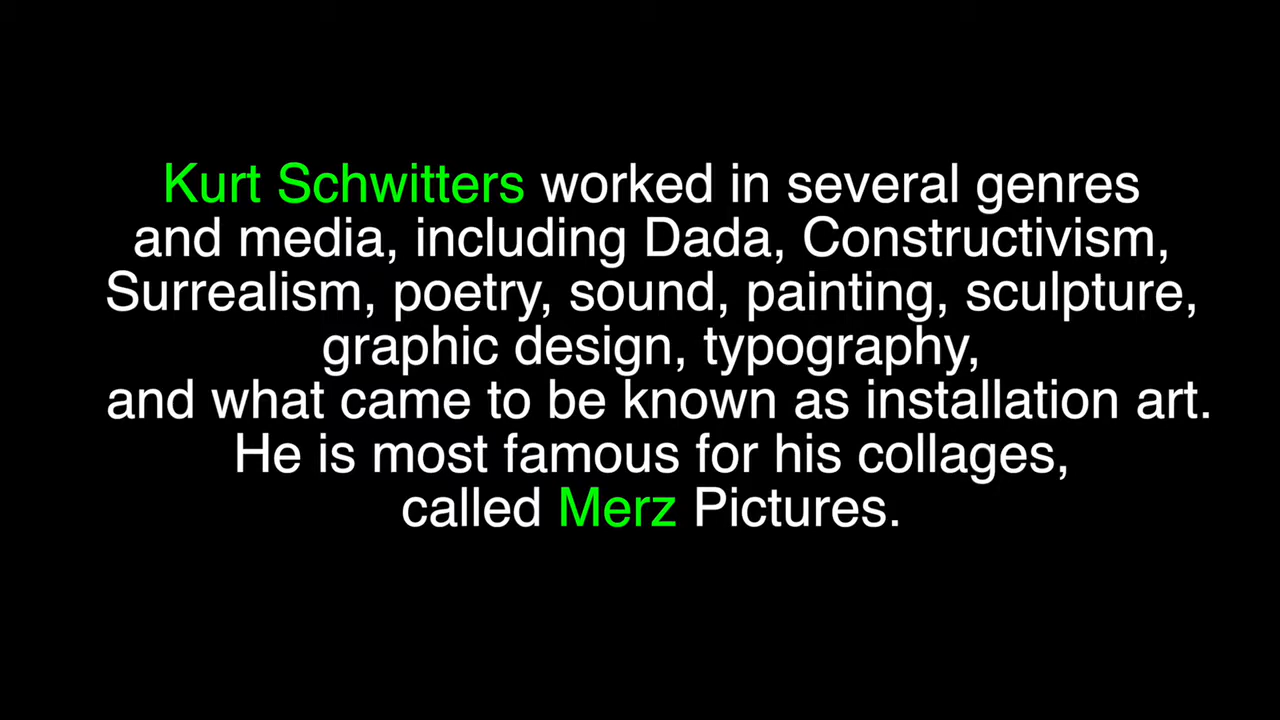 Kurt Schwitters worked in several genres
and media, including Dada, Constructivism,
Surrealism, poetry, sound, painting, sculpture,
graphic design, typography,
and what came to be known as installation art.
He is most famous for his collages,
called Merz Pictures.